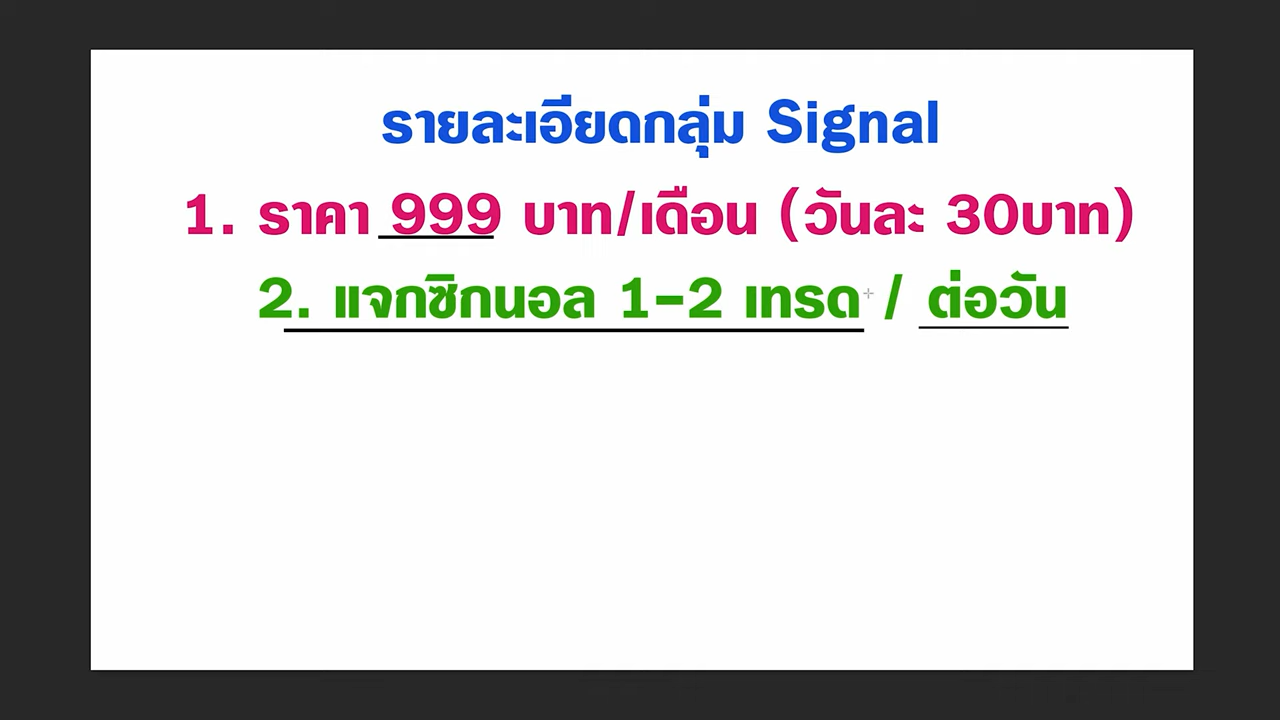 รายละเอียดกลุ่ม Signal
1. ราคา 999 บาท/เดือน (วันละ 30บาท)
2. แจกซิกนอล 1-2 เทรด / ต่อวัน